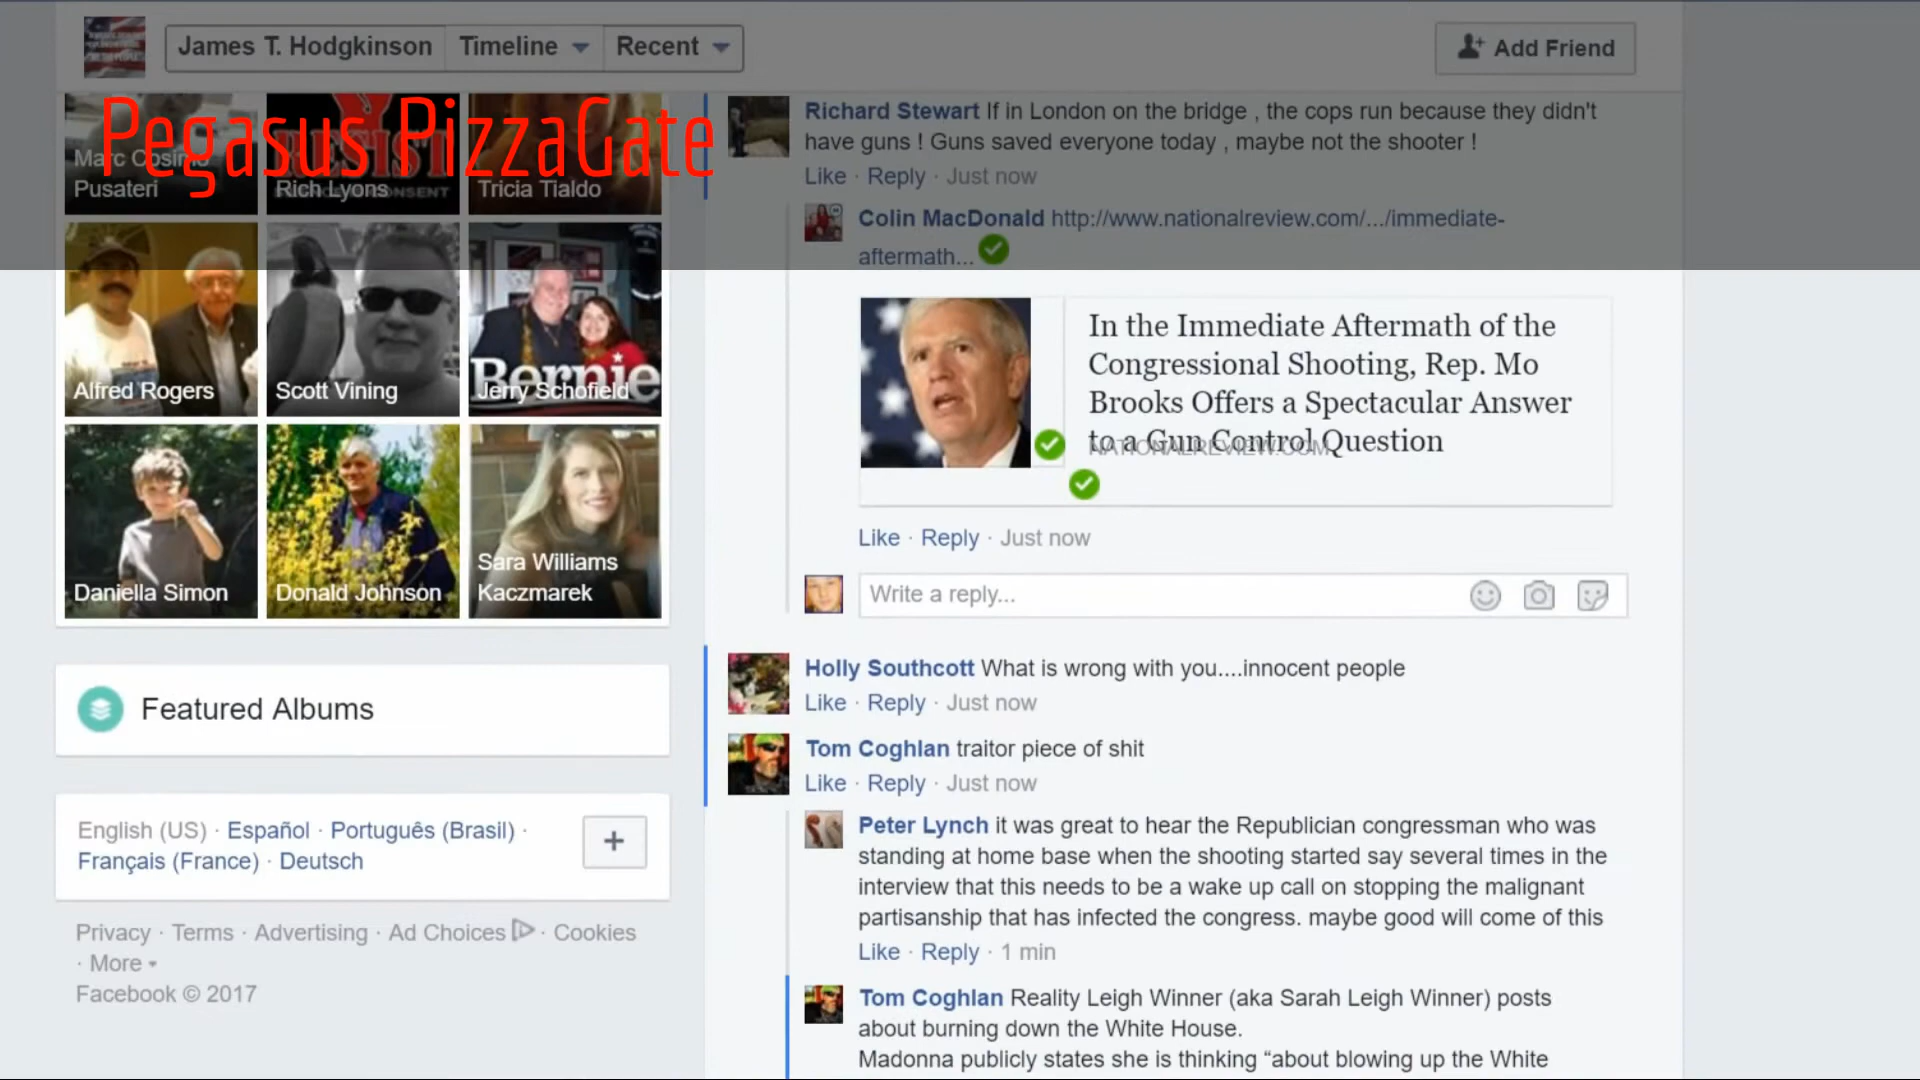 James T. Hodgkinson
Timeline
Recent
Add Friend
Pegasus PizzaGate
Marc Cosimo
Pusateri
RESIST
CONSENT
Rich Lyons
Tricia Tialdo
Alfred Rogers
Scott Vining
Bernie
Jerry Schofield
Daniella Simon
Donald Johnson
Sara Williams
Kaczmarek
Featured Albums
English (US) · Español · Português (Brasil) ·
Français (France) · Deutsch
+
Privacy · Terms · Advertising · Ad Choices · Cookies
· More
Facebook © 2017
Richard Stewart If in London on the bridge , the cops run because they didn't
have guns ! Guns saved everyone today , maybe not the shooter !
Like · Reply · Just now
Colin MacDonald http://www.nationalreview.com/.../immediate-
aftermath...
In the Immediate Aftermath of the
Congressional Shooting, Rep. Mo
Brooks Offers a Spectacular Answer
to a Gun Control Question
NATIONALREVIEW.COM
Like · Reply · Just now
Write a reply...
Holly Southcott What is wrong with you....innocent people
Like · Reply · Just now
Tom Coghlan traitor piece of shit
Like · Reply · Just now
Peter Lynch it was great to hear the Republician congressman who was
standing at home base when the shooting started say several times in the
interview that this needs to be a wake up call on stopping the malignant
partisanship that has infected the congress. maybe good will come of this
Like · Reply · 1 min
Tom Coghlan Reality Leigh Winner (aka Sarah Leigh Winner) posts
about burning down the White House.
Madonna publicly states she is thinking “about blowing up the White